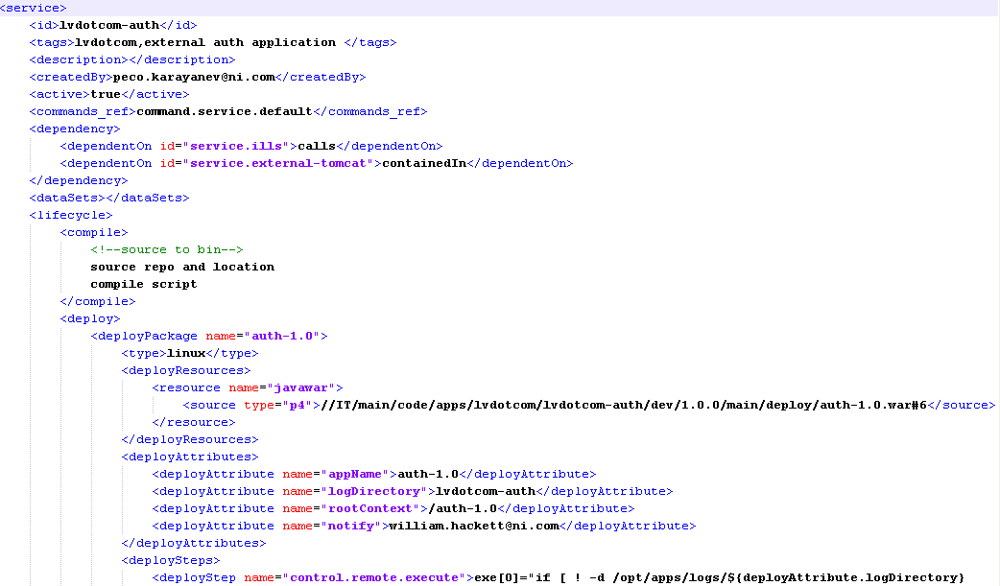 <service>
<id>lvdotcom-auth</id>
<tags>lvdotcom,external auth application </tags>
<description></description>
<createdBy>peco.karayanev@ni.com</createdBy>
<active>true</active>
<commands_ref>command.service.default</commands_ref>
<dependency>
<dependentOn id="service.ills">calls</dependentOn>
<dependentOn id="service.external-tomcat">containedIn</dependentOn>
</dependency>
<dataSets></dataSets>
<lifecycle>
<compile>
<!--source to bin-->
source repo and location
compile script
</compile>
<deploy>
<deployPackage name="auth-1.0">
<type>linux</type>
<deployResources>
<resource name="javawar">
<source type="p4">//IT/main/code/apps/lvdotcom/lvdotcom-auth/dev/1.0.0/main/deploy/auth-1.0.war#6</source>
</resource>
</deployResources>
<deployAttributes>
<deployAttribute name="appName">auth-1.0</deployAttribute>
<deployAttribute name="logDirectory">lvdotcom-auth</deployAttribute>
<deployAttribute name="rootContext">/auth-1.0</deployAttribute>
<deployAttribute name="notify">william.hackett@ni.com</deployAttribute>
</deployAttributes>
<deploySteps>
<deployStep name="control.remote.execute">exe[0]="if [ ! -d /opt/apps/logs/${deployAttribute.logDirectory}